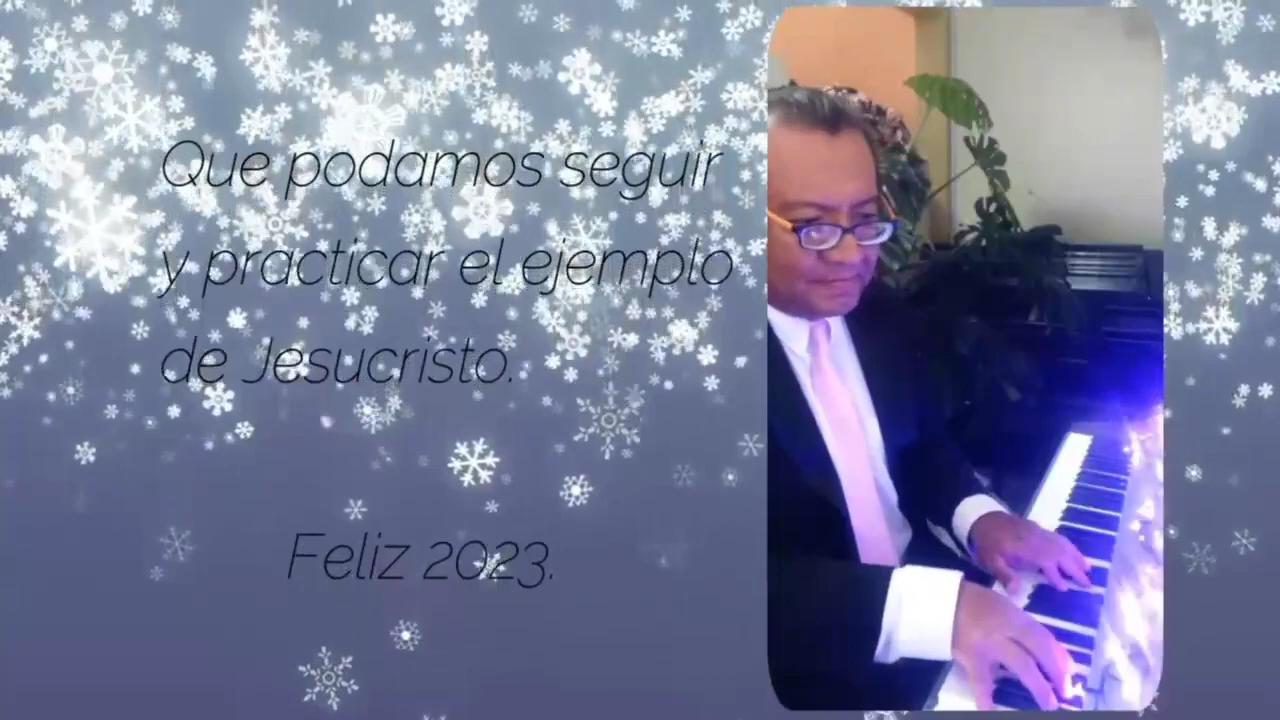 Que podamos seguir
y practicar el ejemplo
de Jesucristo.
Feliz 2023.